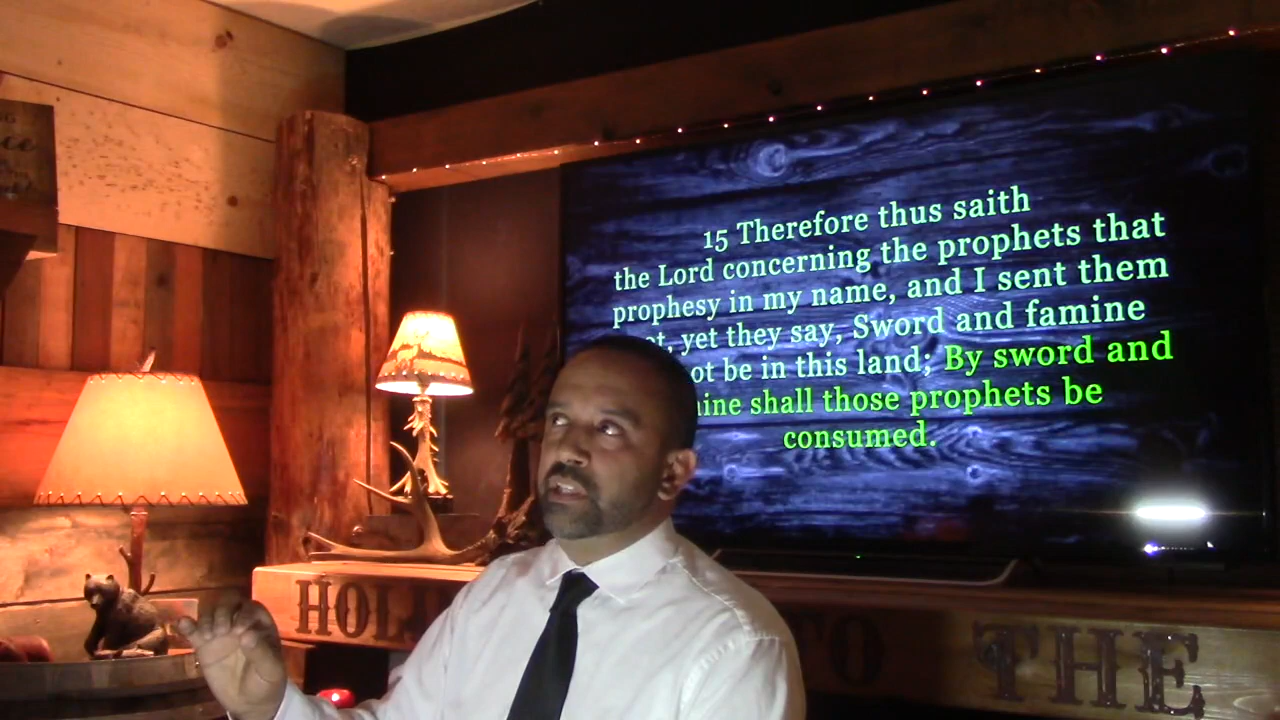 15 Therefore thus saith
the Lord concerning the prophets that
prophesy in my name, and I sent them
yet they say, Sword and famine
be in this land; By sword and
shall those prophets be
consumed.
TO THE